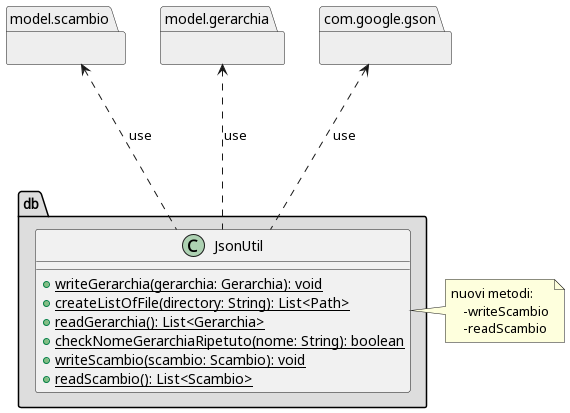 model.scambio
model.gerarchia
com.google.gson
use
use
use
db
C JsonUtil
writeGerarchia(gerarchia: Gerarchia): void
createListOfFile(directory: String): List<Path>
readGerarchia(): List<Gerarchia>
checkNomeGerarchiaRipetuto(nome: String): boolean
writeScambio(scambio: Scambio): void
readScambio(): List<Scambio>
nuovi metodi:
-writeScambio
-readScambio